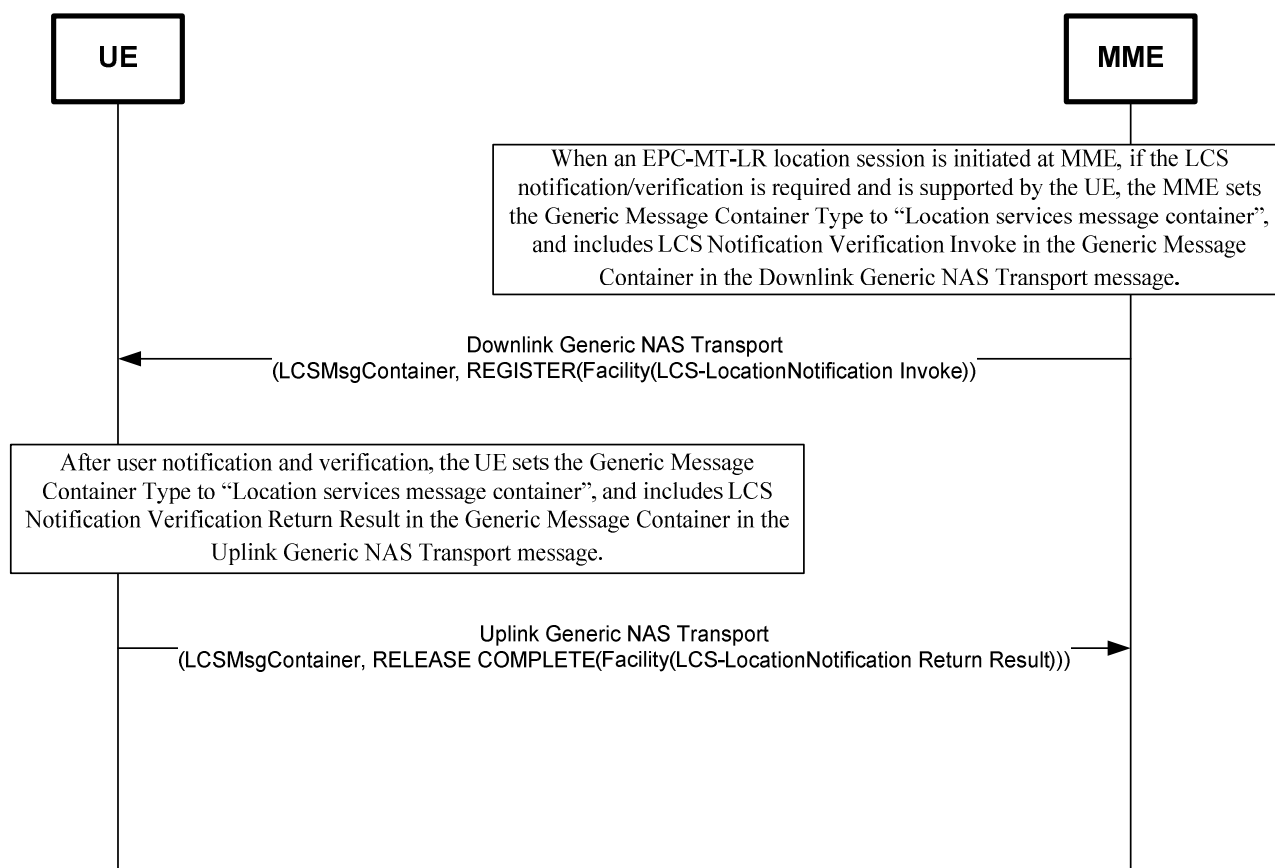 UE
MME
When an EPC-MT-LR location session is initiated at MME, if the LCS
notification/verification is required and is supported by the UE, the MME sets
the Generic Message Container Type to “Location services message container”,
and includes LCS Notification Verification Invoke in the Generic Message
Container in the Downlink Generic NAS Transport message.
Downlink Generic NAS Transport
(LCSMsgContainer, REGISTER(Facility(LCS-LocationNotification Invoke))
After user notification and verification, the UE sets the Generic Message
Container Type to “Location services message container”, and includes LCS
Notification Verification Return Result in the Generic Message Container in the
Uplink Generic NAS Transport message.
Uplink Generic NAS Transport
(LCSMsgContainer, RELEASE COMPLETE(Facility(LCS-LocationNotification Return Result)))